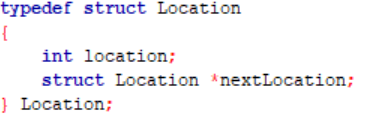 typedef struct Location
{
    int location;
    struct Location *nextLocation;
} Location;